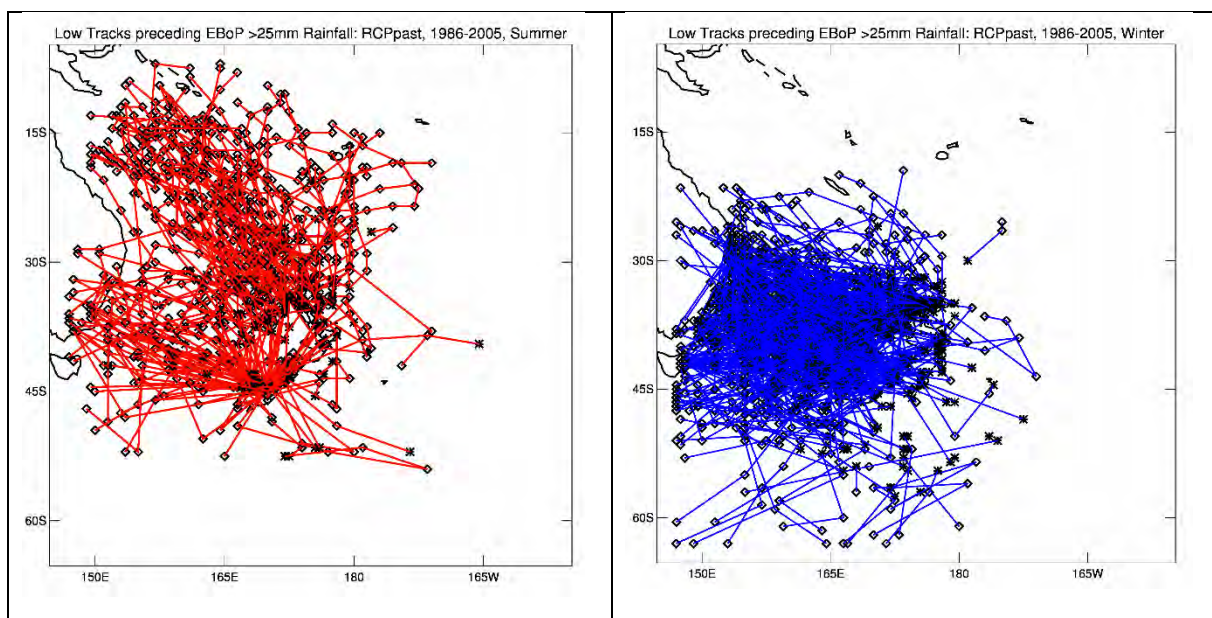 Low Tracks preceding EBoP >25mm Rainfall: RCPpast, 1986-2005, Summer
15S
30S
45S
60S
150E 165E 180 165W
Low Tracks preceding EBoP >25mm Rainfall: RCPpast, 1986-2005, Winter
15S
30S
45S
60S
150E 165E 180 165W